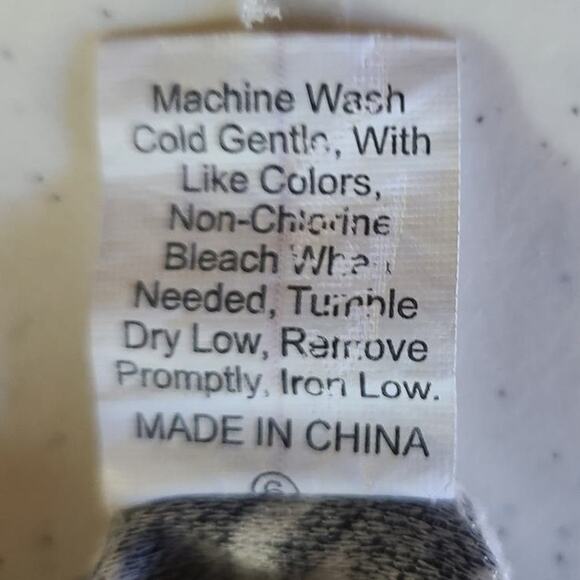 Machine Wash
Cold Gentle, With
Like Colors,
Non-Chlorine
Bleach When
Needed, Tumble
Dry Low, Remove
Promptly, Iron Low.
MADE IN CHINA